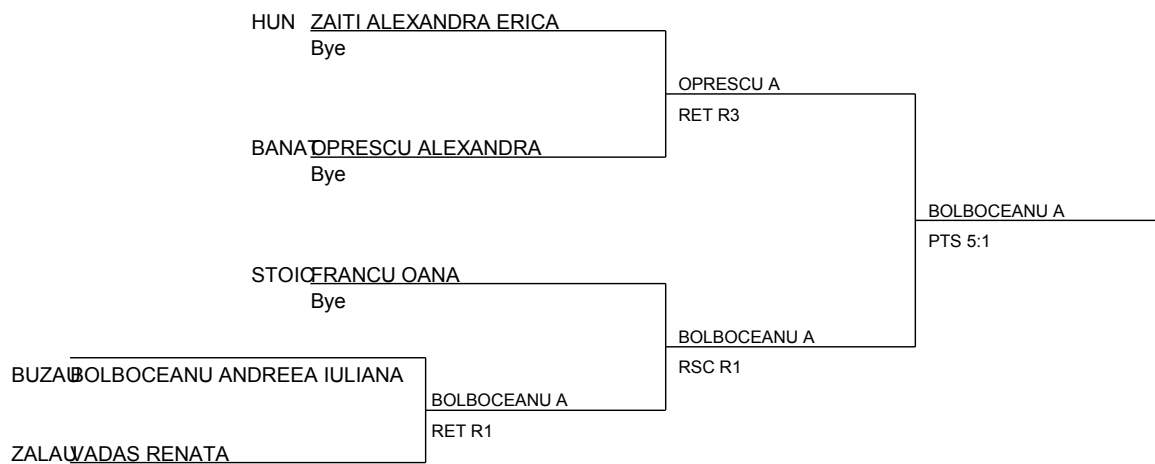 HUN ZAITI ALEXANDRA ERICA
Bye
OPRESCU A
RET R3
BANAT OPRESCU ALEXANDRA
Bye
BOLBOCEANU A
PTS 5:1
STOIC FRANCU OANA
Bye
BOLBOCEANU A
RSC R1
BUZAU BOLBOCEANU ANDREEA IULIANA
BOLBOCEANU A
RET R1
ZALAU VADAS RENATA